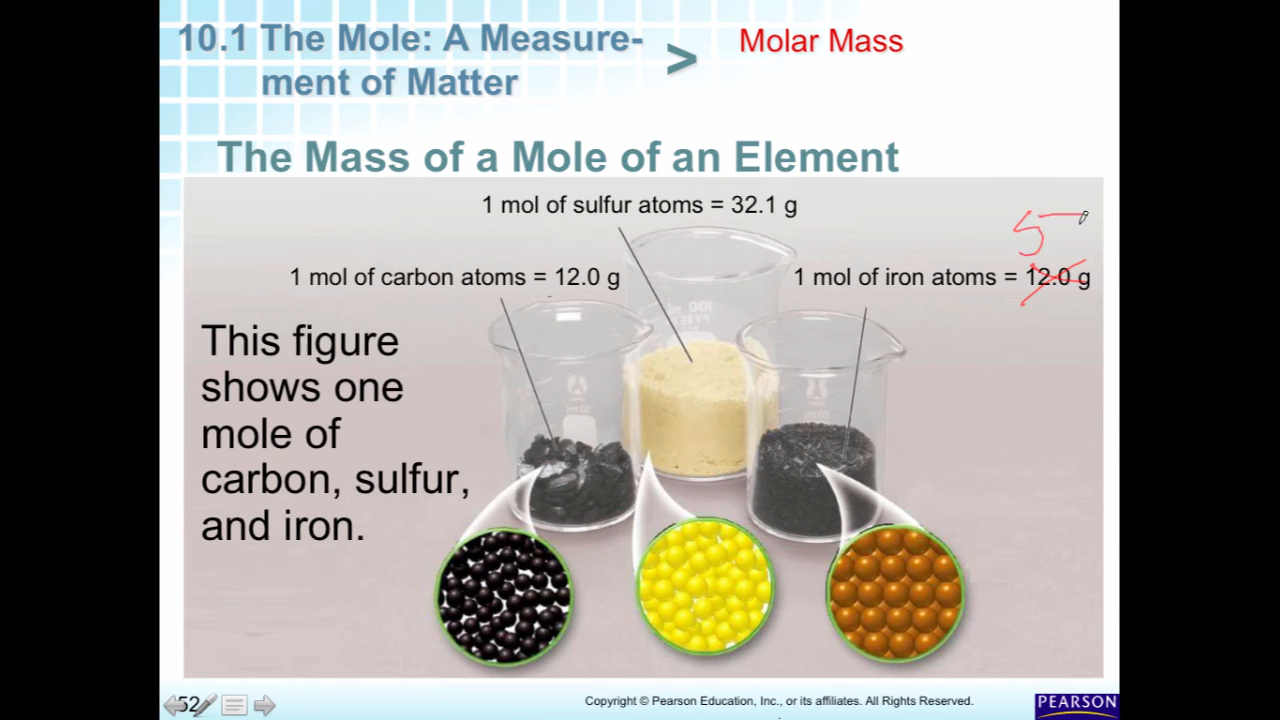 10.1 The Mole: A Measure-
ment of Matter
>
Molar Mass
The Mass of a Mole of an Element
1 mol of sulfur atoms = 32.1 g
5
1 mol of carbon atoms = 12.0 g
1 mol of iron atoms = 12.0 g
This figure
shows one
mole of
carbon, sulfur,
and iron.
52
Copyright © Pearson Education, Inc., or its affiliates. All Rights Reserved.
PEARSON